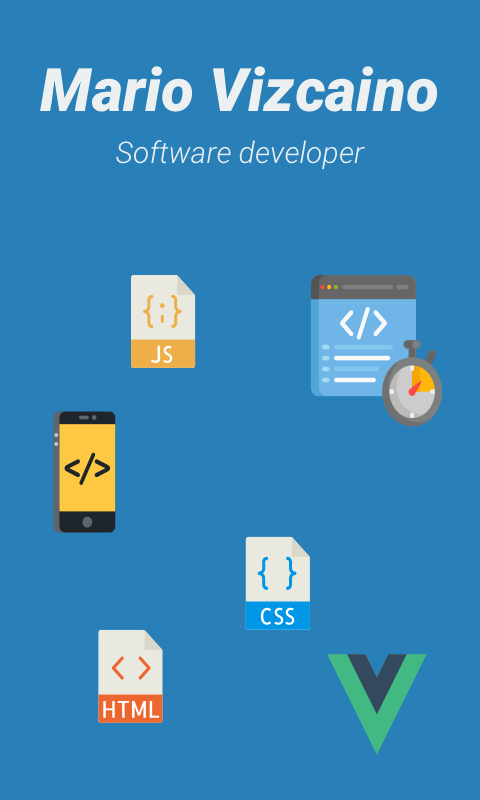 Mario Vizcaino
Software developer
{;}
JS
</>
</>
{ }
CSS
< >
HTML